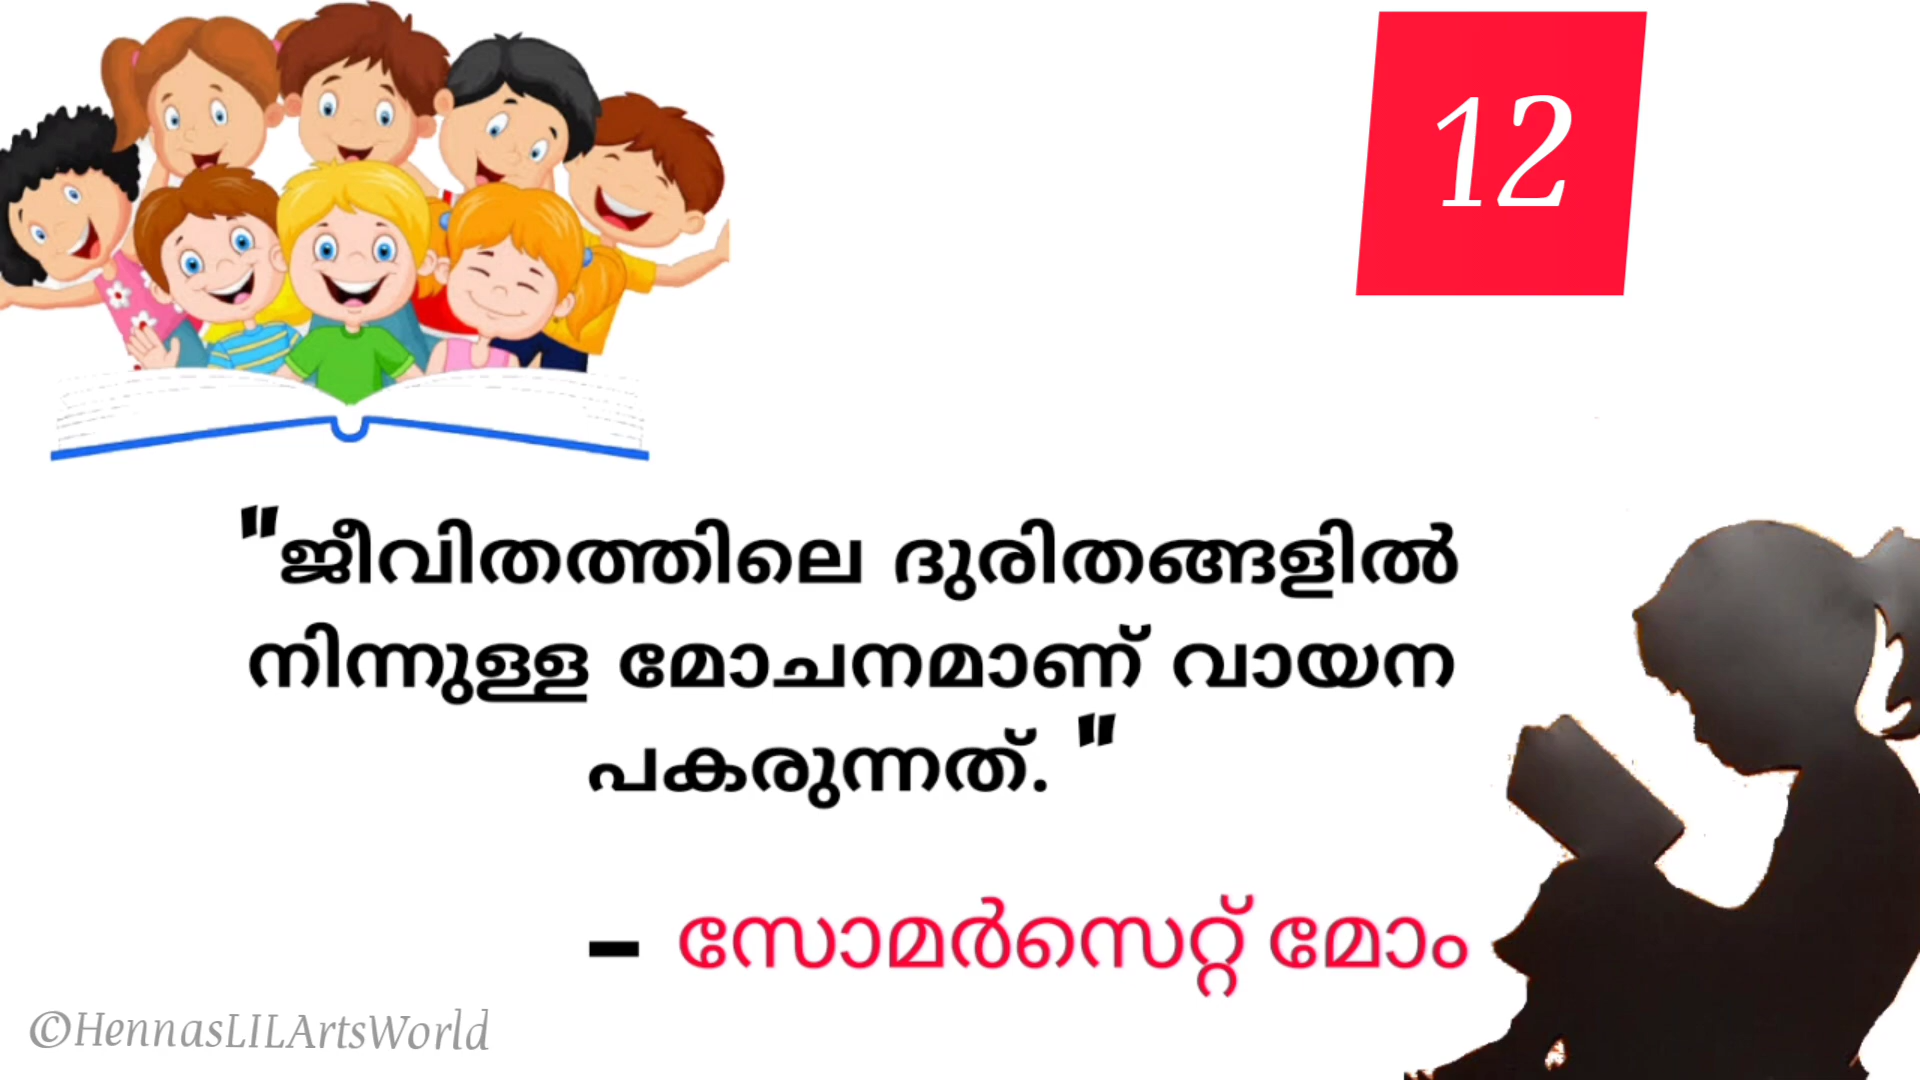 12
"ജീവിതത്തിലെ ദുരിതങ്ങളിൽ
നിന്നുള്ള മോചനമാണ് വായന
പകരുന്നത്. "
- സോമർസെറ്റ് മോം
©HennasLILArtsWorld